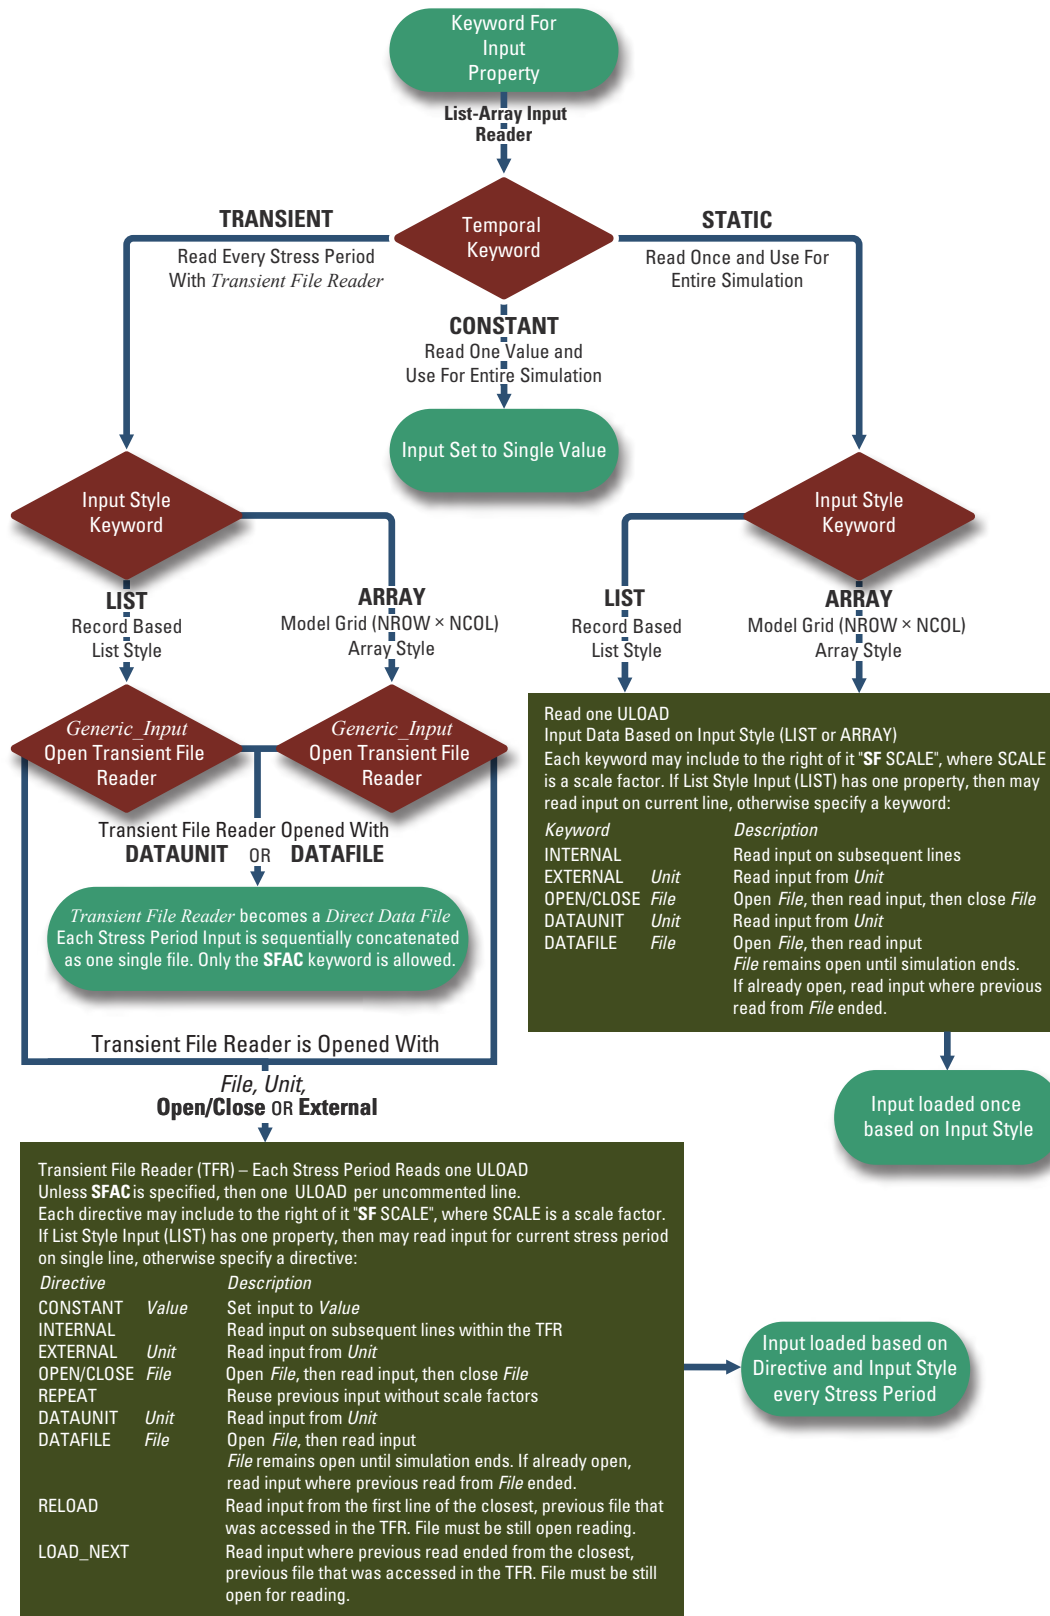 Keyword For
Input
Property
List-Array Input
Reader
Temporal
Keyword
TRANSIENT
Read Every Stress Period
With Transient File Reader
STATIC
Read Once and Use For
Entire Simulation
CONSTANT
Read One Value and
Use For Entire Simulation
Input Set to Single Value
Input Style
Keyword
LIST
Record Based
List Style
ARRAY
Model Grid (NROW × NCOL)
Array Style
Generic_Input
Open Transient File
Reader
Generic_Input
Open Transient File
Reader
Transient File Reader Opened With
DATAUNIT OR DATAFILE
Transient File Reader becomes a Direct Data File
Each Stress Period Input is sequentially concatenated
as one single file. Only the SFAC keyword is allowed.
Transient File Reader is Opened With
File, Unit,
Open/Close OR External
Input Style
Keyword
LIST
Record Based
List Style
ARRAY
Model Grid (NROW × NCOL)
Array Style
Read one ULOAD
Input Data Based on Input Style (LIST or ARRAY)
Each keyword may include to the right of it "SF SCALE", where SCALE
is a scale factor. If List Style Input (LIST) has one property, then may
read input on current line, otherwise specify a keyword:
Keyword Description
INTERNAL Read input on subsequent lines
EXTERNAL Unit Read input from Unit
OPEN/CLOSE File Open File, then read input, then close File
DATAUNIT Unit Read input from Unit
DATAFILE File Open File, then read input
File remains open until simulation ends.
If already open, read input where previous
read from File ended.
Input loaded once
based on Input Style
Transient File Reader (TFR) – Each Stress Period Reads one ULOAD
Unless SFAC is specified, then one ULOAD per uncommented line.
Each directive may include to the right of it "SF SCALE", where SCALE is a scale factor.
If List Style Input (LIST) has one property, then may read input for current stress period
on single line, otherwise specify a directive:
Directive Description
CONSTANT Value Set input to Value
INTERNAL Read input on subsequent lines within the TFR
EXTERNAL Unit Read input from Unit
OPEN/CLOSE File Open File, then read input, then close File
REPEAT Reuse previous input without scale factors
DATAUNIT Unit Read input from Unit
DATAFILE File Open File, then read input
File remains open until simulation ends. If already open,
read input where previous read from File ended.
RELOAD Read input from the first line of the closest, previous file that
was accessed in the TFR. File must be still open reading.
LOAD_NEXT Read input where previous read ended from the closest,
previous file that was accessed in the TFR. File must be still
open for reading.
Input loaded based on
Directive and Input Style
every Stress Period